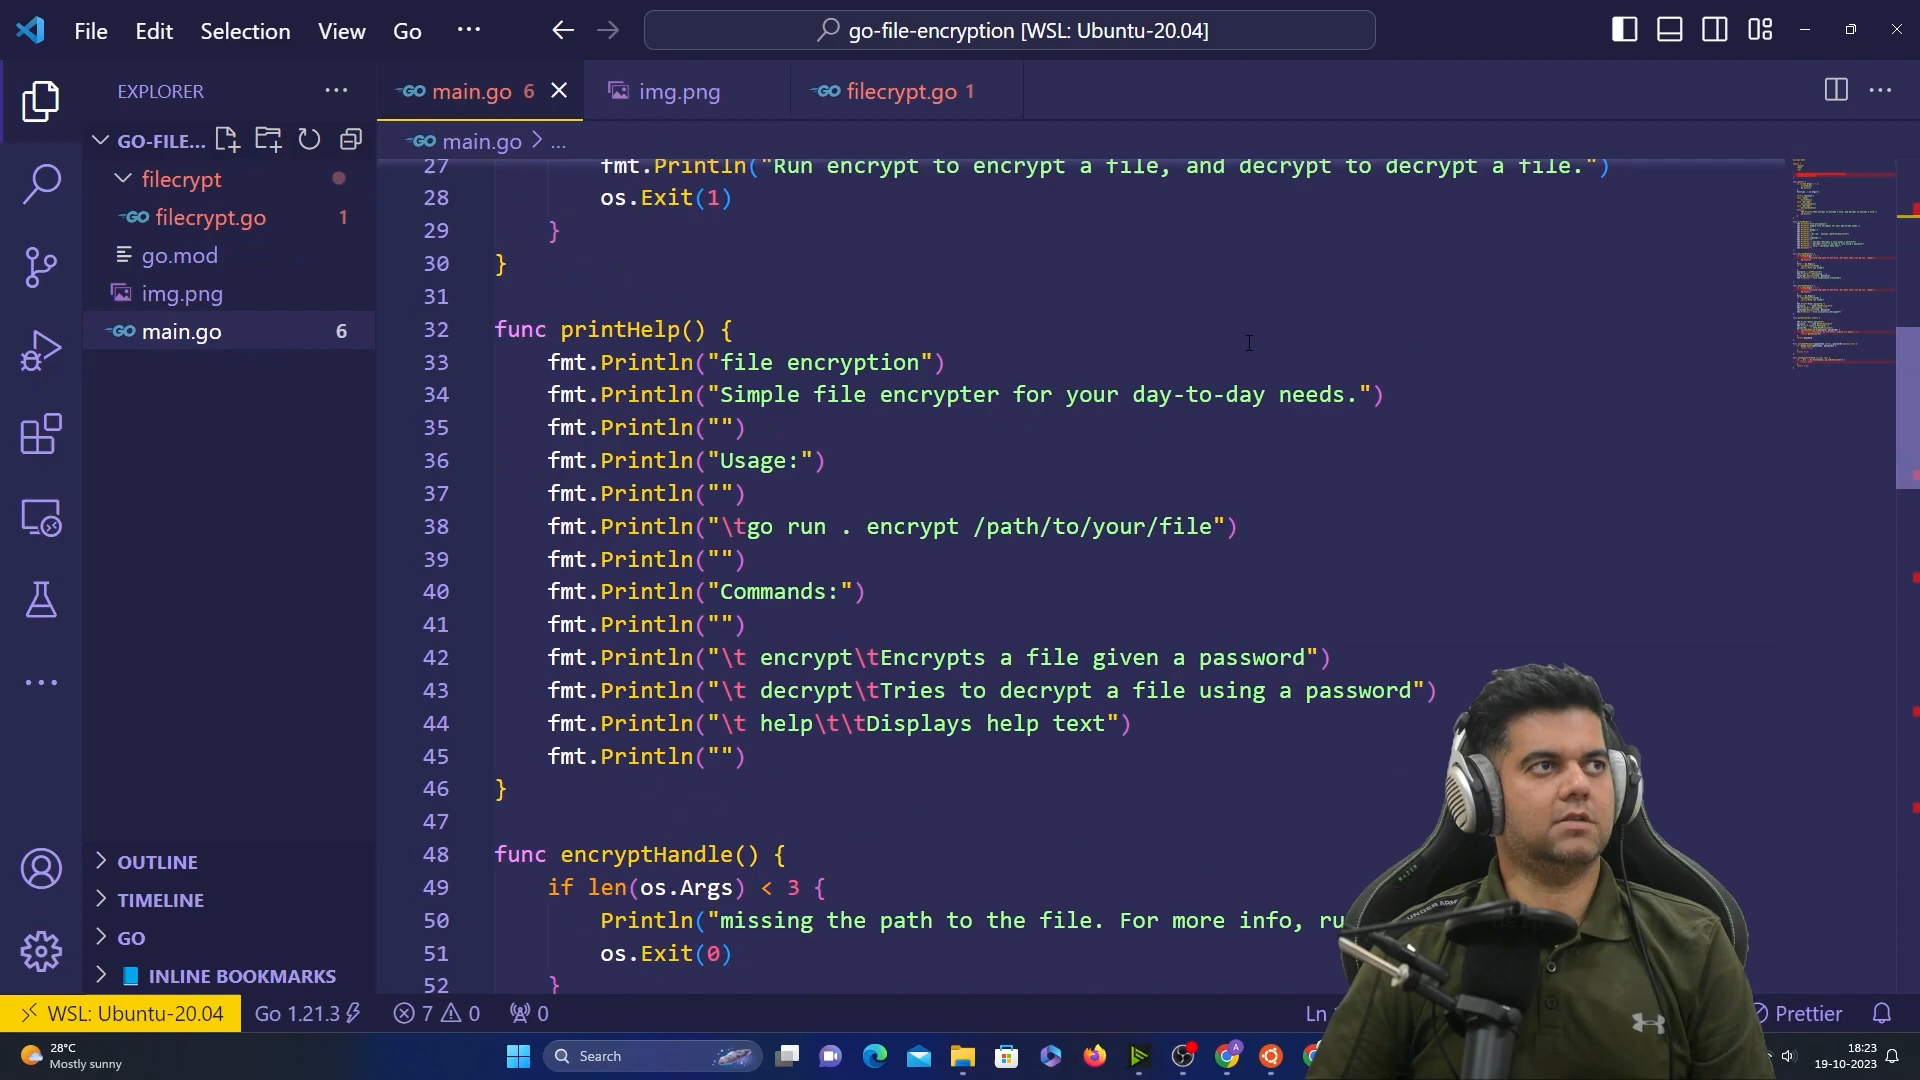 File Edit Selection View Go ··· go-file-encryption [WSL: Ubuntu-20.04]
EXPLORER ···
GO-FILE...
filecrypt
filecrypt.go 1
go.mod
img.png
main.go 6
OUTLINE
TIMELINE
GO
INLINE BOOKMARKS
main.go 6 img.png filecrypt.go 1
main.go > ...
27 fmt.Println("Run encrypt to encrypt a file, and decrypt to decrypt a file.")
28 os.Exit(1)
29 }
30 }
31
32 func printHelp() {
33 fmt.Println("file encryption")
34 fmt.Println("Simple file encrypter for your day-to-day needs.")
35 fmt.Println("")
36 fmt.Println("Usage:")
37 fmt.Println("")
38 fmt.Println("\tgo run . encrypt /path/to/your/file")
39 fmt.Println("")
40 fmt.Println("Commands:")
41 fmt.Println("")
42 fmt.Println("\t encrypt\tEncrypts a file given a password")
43 fmt.Println("\t decrypt\tTries to decrypt a file using a password")
44 fmt.Println("\t help\t\tDisplays help text")
45 fmt.Println("")
46 }
47
48 func encryptHandle() {
49 if len(os.Args) < 3 {
50 Println("missing the path to the file. For more info, ru
51 os.Exit(0)
52 }
WSL: Ubuntu-20.04 Go 1.21.3 7 0 0 Ln Prettier
28°C
Mostly sunny
Search
18:23
19-10-2023